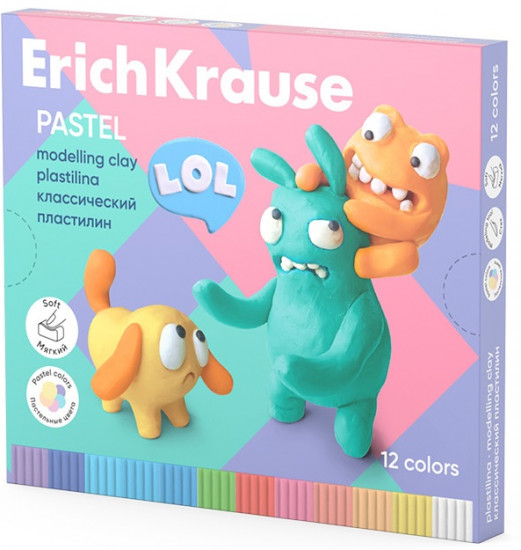 ErichKrause
PASTEL
modelling clay
plastilina
классический
пластилин
LOL
Soft
Мягкий
Pastel colors
Пастельные цвета
12 colors
12 colors
plastilina • modelling clay
классический пластилин